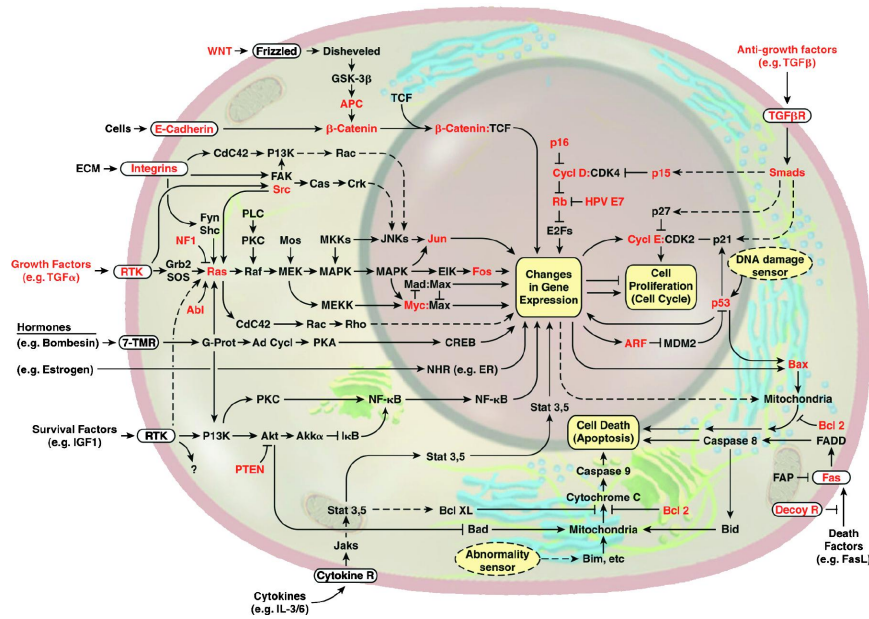 WNT
Frizzled
Disheveled
GSK-3β
APC
TCF
Cells
E-Cadherin
β-Catenin
β-Catenin:TCF
Anti-growth factors
(e.g. TGFβ)
TGFβR
Smads
ECM
Integrins
CdC42
P13K
Rac
FAK
Src
Cas
Crk
p16
Cycl D:CDK4
p15
Rb
HPV E7
E2Fs
p27
Cycl E:CDK2
p21
DNA damage
sensor
Fyn
Shc
PLC
NF1
PKC
Mos
MKKs
JNKs
Jun
Growth Factors
(e.g. TGFα)
RTK
Grb2
SOS
Ras
Raf
MEK
MAPK
MAPK
EIK
Fos
Mad:Max
MEKK
Myc:Max
Abl
CdC42
Rac
Rho
Changes
in Gene
Expression
Cell
Proliferation
(Cell Cycle)
p53
ARF
MDM2
Bax
Hormones
(e.g. Bombesin)
7-TMR
G-Prot
Ad Cycl
PKA
CREB
(e.g. Estrogen)
NHR (e.g. ER)
PKC
NF-κB
NF-κB
Stat 3,5
Mitochondria
Survival Factors
(e.g. IGF1)
RTK
P13K
Akt
Akkα
IκB
?
PTEN
Stat 3,5
Cell Death
(Apoptosis)
Bcl 2
Caspase 8
FADD
Caspase 9
FAP
Fas
Cytochrome C
Stat 3,5
Bcl XL
Bcl 2
Decoy R
Bad
Mitochondria
Bid
Death
Factors
(e.g. FasL)
Jaks
Abnormality
sensor
Bim, etc
Cytokine R
Cytokines
(e.g. IL-3/6)